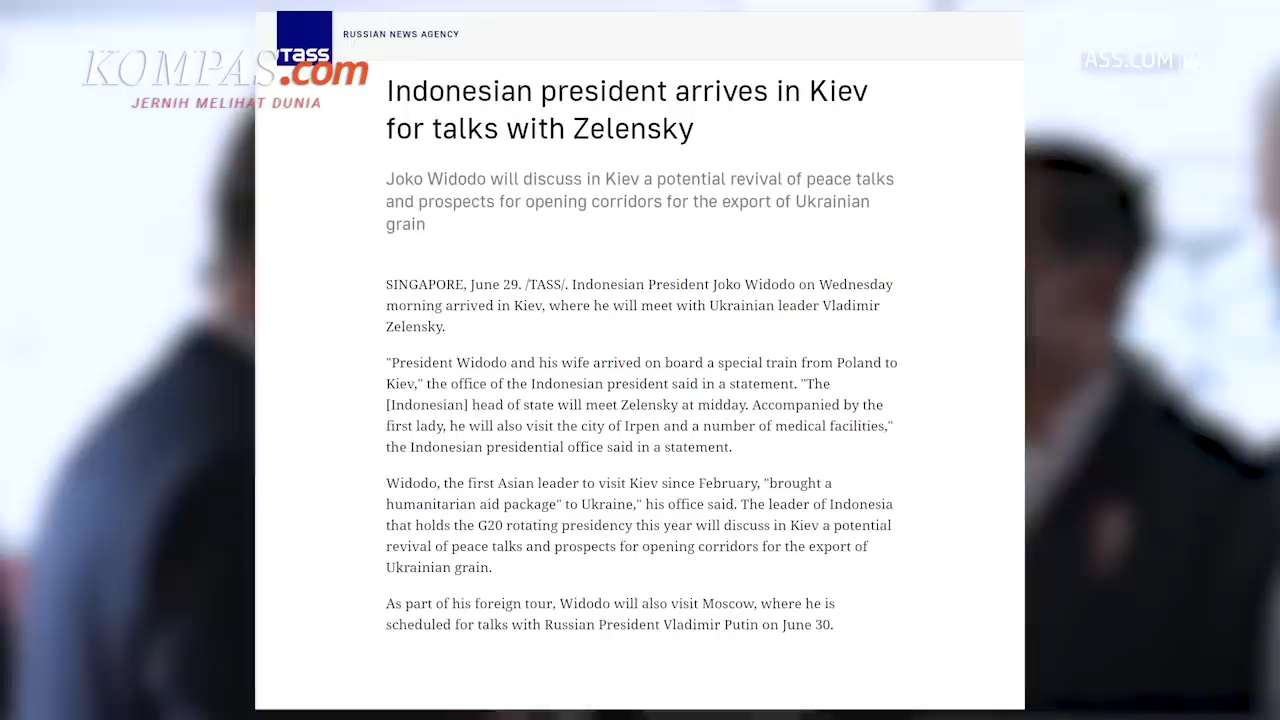 RUSSIAN NEWS AGENCY
TASS
KOMPAS.com
JERNIH MELIHAT DUNIA
TASS.COM
Indonesian president arrives in Kiev
for talks with Zelensky
Joko Widodo will discuss in Kiev a potential revival of peace talks
and prospects for opening corridors for the export of Ukrainian
grain
SINGAPORE, June 29. /TASS/. Indonesian President Joko Widodo on Wednesday
morning arrived in Kiev, where he will meet with Ukrainian leader Vladimir
Zelensky.
"President Widodo and his wife arrived on board a special train from Poland to
Kiev," the office of the Indonesian president said in a statement. "The
[Indonesian] head of state will meet Zelensky at midday. Accompanied by the
first lady, he will also visit the city of Irpen and a number of medical facilities,"
the Indonesian presidential office said in a statement.
Widodo, the first Asian leader to visit Kiev since February, "brought a
humanitarian aid package" to Ukraine," his office said. The leader of Indonesia
that holds the G20 rotating presidency this year will discuss in Kiev a potential
revival of peace talks and prospects for opening corridors for the export of
Ukrainian grain.
As part of his foreign tour, Widodo will also visit Moscow, where he is
scheduled for talks with Russian President Vladimir Putin on June 30.